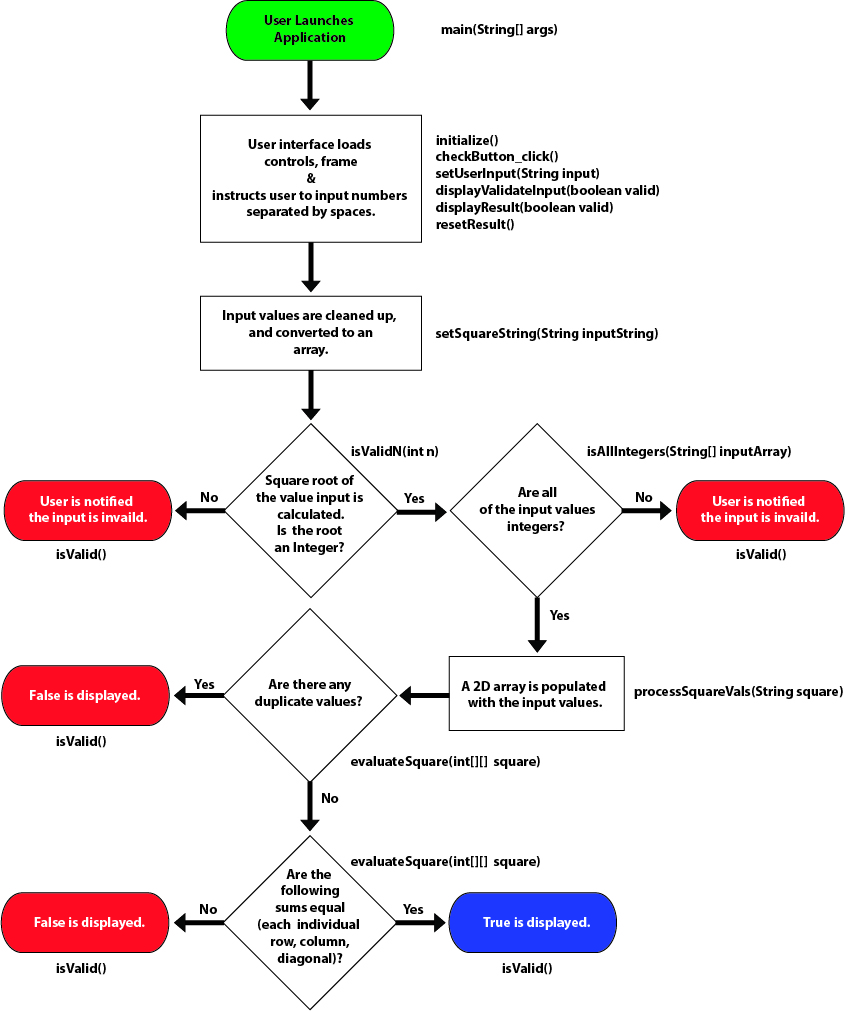 User Launches
Application
main(String[] args)
User interface loads
controls, frame
&
instructs user to input numbers
separated by spaces.
initialize()
checkButton_click()
setUserInput(String input)
displayValidateInput(boolean valid)
displayResult(boolean valid)
resetResult()
Input values are cleaned up,
and converted to an
array.
setSquareString(String inputString)
isValidN(int n)
Square root of
the value input is
calculated.
Is the root
an Integer?
No
User is notified
the input is invaild.
isValid()
Yes
isAllIntegers(String[] inputArray)
Are all
of the input values
integers?
No
User is notified
the input is invaild.
isValid()
Yes
A 2D array is populated
with the input values.
processSquareVals(String square)
Are there any
duplicate values?
Yes
False is displayed.
isValid()
evaluateSquare(int[][] square)
No
evaluateSquare(int[][] square)
Are the
following
sums equal
(each individual
row, column,
diagonal)?
No
False is displayed.
isValid()
Yes
True is displayed.
isValid()